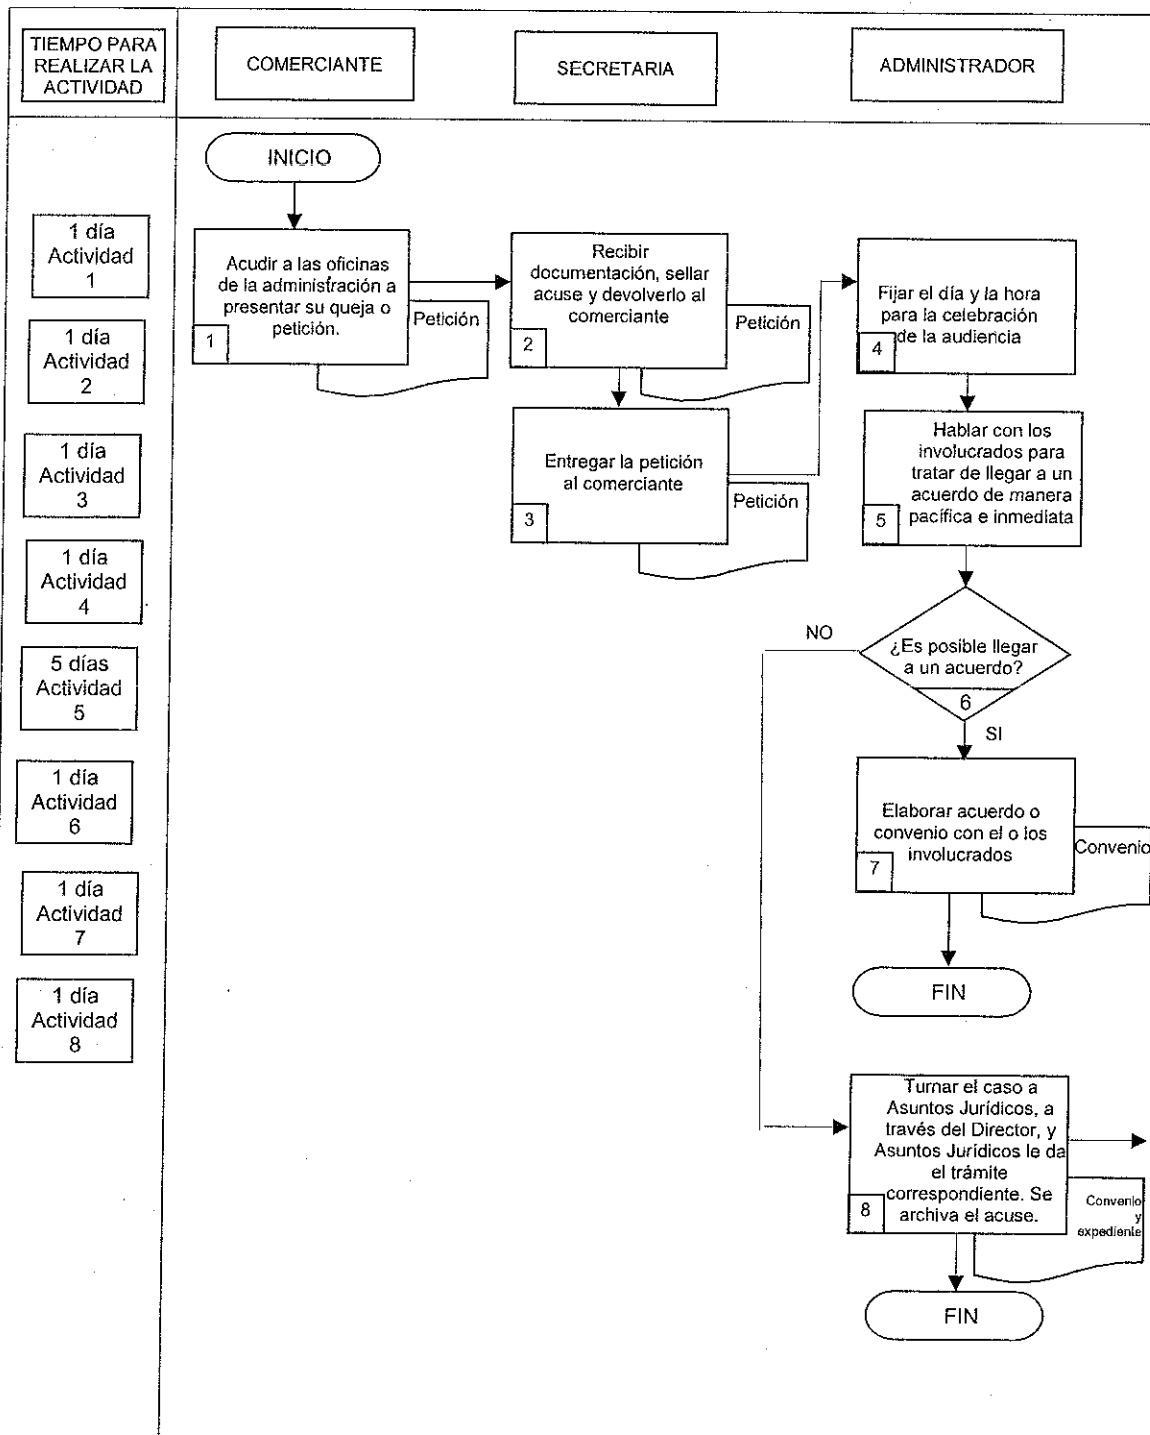 TIEMPO PARA
REALIZAR LA
ACTIVIDAD
COMERCIANTE
SECRETARIA
ADMINISTRADOR
INICIO
1 día
Actividad
1
1 día
Actividad
2
1 día
Actividad
3
1 día
Actividad
4
5 días
Actividad
5
1 día
Actividad
6
1 día
Actividad
7
1 día
Actividad
8
Acudir a las oficinas
de la administración a
presentar su queja o
petición.
1
Petición
Recibir
documentación, sellar
acuse y devolverlo al
comerciante
2
Petición
Entregar la petición
al comerciante
3
Petición
Fijar el día y la hora
para la celebración
de la audiencia
4
Hablar con los
involucrados para
tratar de llegar a un
acuerdo de manera
pacífica e inmediata
5
¿Es posible llegar
a un acuerdo?
6
NO
SI
Elaborar acuerdo o
convenio con el o los
involucrados
7
Convenio
FIN
Turnar el caso a
Asuntos Jurídicos, a
través del Director, y
Asuntos Jurídicos le da
el trámite
correspondiente. Se
archiva el acuse.
8
Convenio
y
expediente
FIN